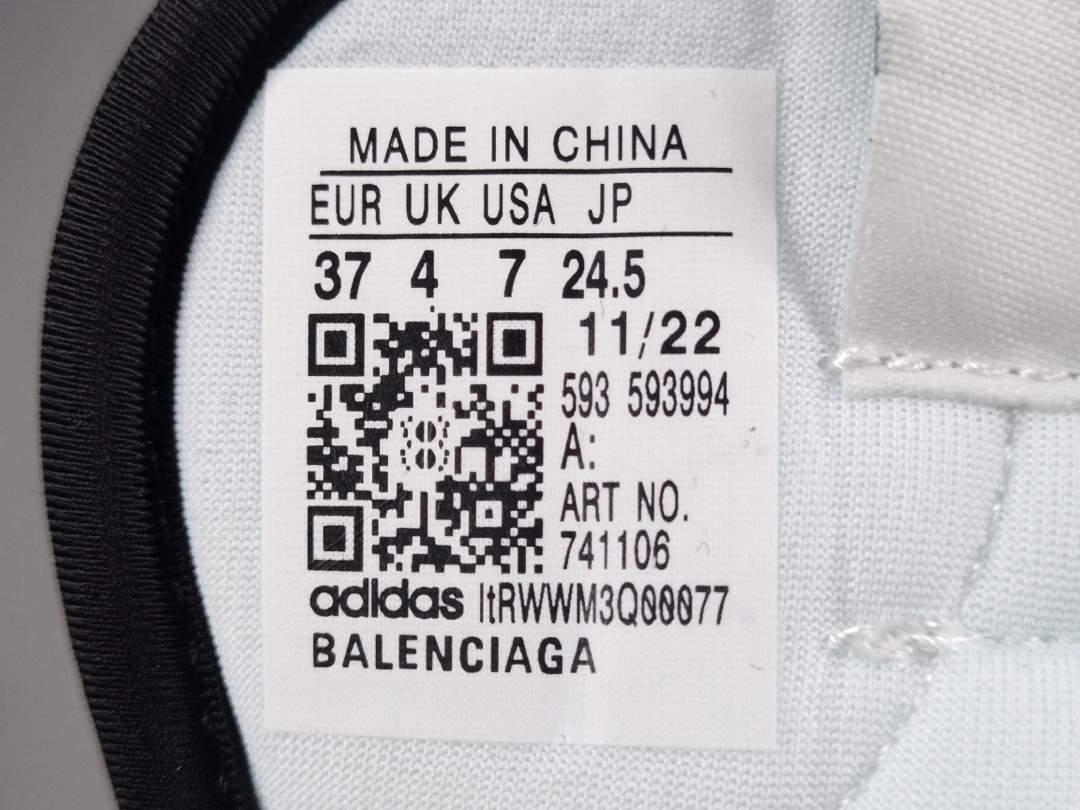 MADE IN CHINA
EUR UK USA JP
37 4 7 24.5
11/22
593 593994
A:
ART NO.
741106
adidas ltRWWM3Q00077
BALENCIAGA